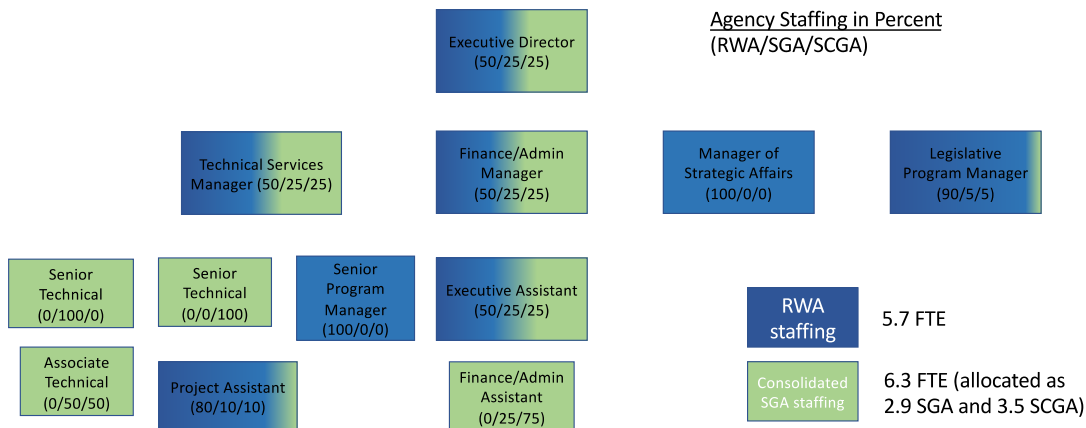 Agency Staffing in Percent
(RWA/SGA/SCGA)
Executive Director
(50/25/25)
Technical Services
Manager (50/25/25)
Finance/Admin
Manager
(50/25/25)
Manager of
Strategic Affairs
(100/0/0)
Legislative
Program Manager
(90/5/5)
Senior
Technical
(0/100/0)
Senior
Technical
(0/0/100)
Senior
Program
Manager
(100/0/0)
Executive Assistant
(50/25/25)
Associate
Technical
(0/50/50)
Project Assistant
(80/10/10)
Finance/Admin
Assistant
(0/25/75)
RWA
staffing
5.7 FTE
Consolidated
SGA staffing
6.3 FTE (allocated as
2.9 SGA and 3.5 SCGA)